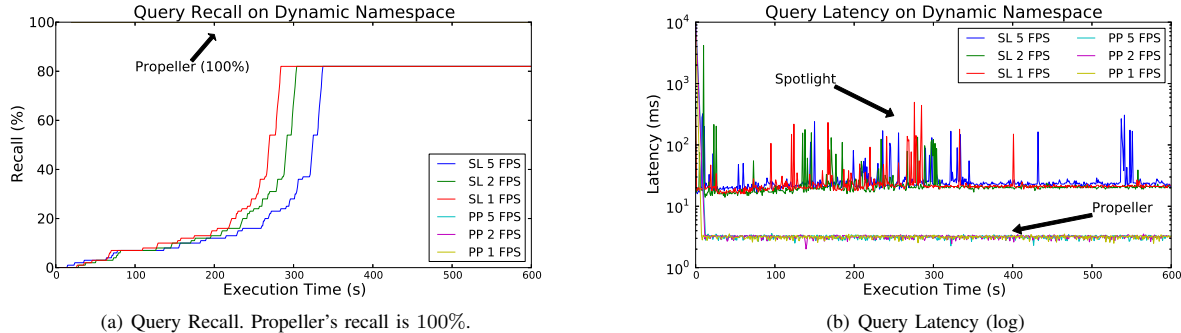 Query Recall on Dynamic Namespace
100
80
60
40
20
0
Recall (%)
Propeller (100%)
SL 5 FPS
SL 2 FPS
SL 1 FPS
PP 5 FPS
PP 2 FPS
PP 1 FPS
0 100 200 300 400 500 600
Execution Time (s)
(a) Query Recall. Propeller's recall is 100%.
Query Latency on Dynamic Namespace
10^4
10^3
10^2
10^1
10^0
Latency (ms)
SL 5 FPS PP 5 FPS
SL 2 FPS PP 2 FPS
SL 1 FPS PP 1 FPS
Spotlight
Propeller
0 100 200 300 400 500 600
Execution Time (s)
(b) Query Latency (log)